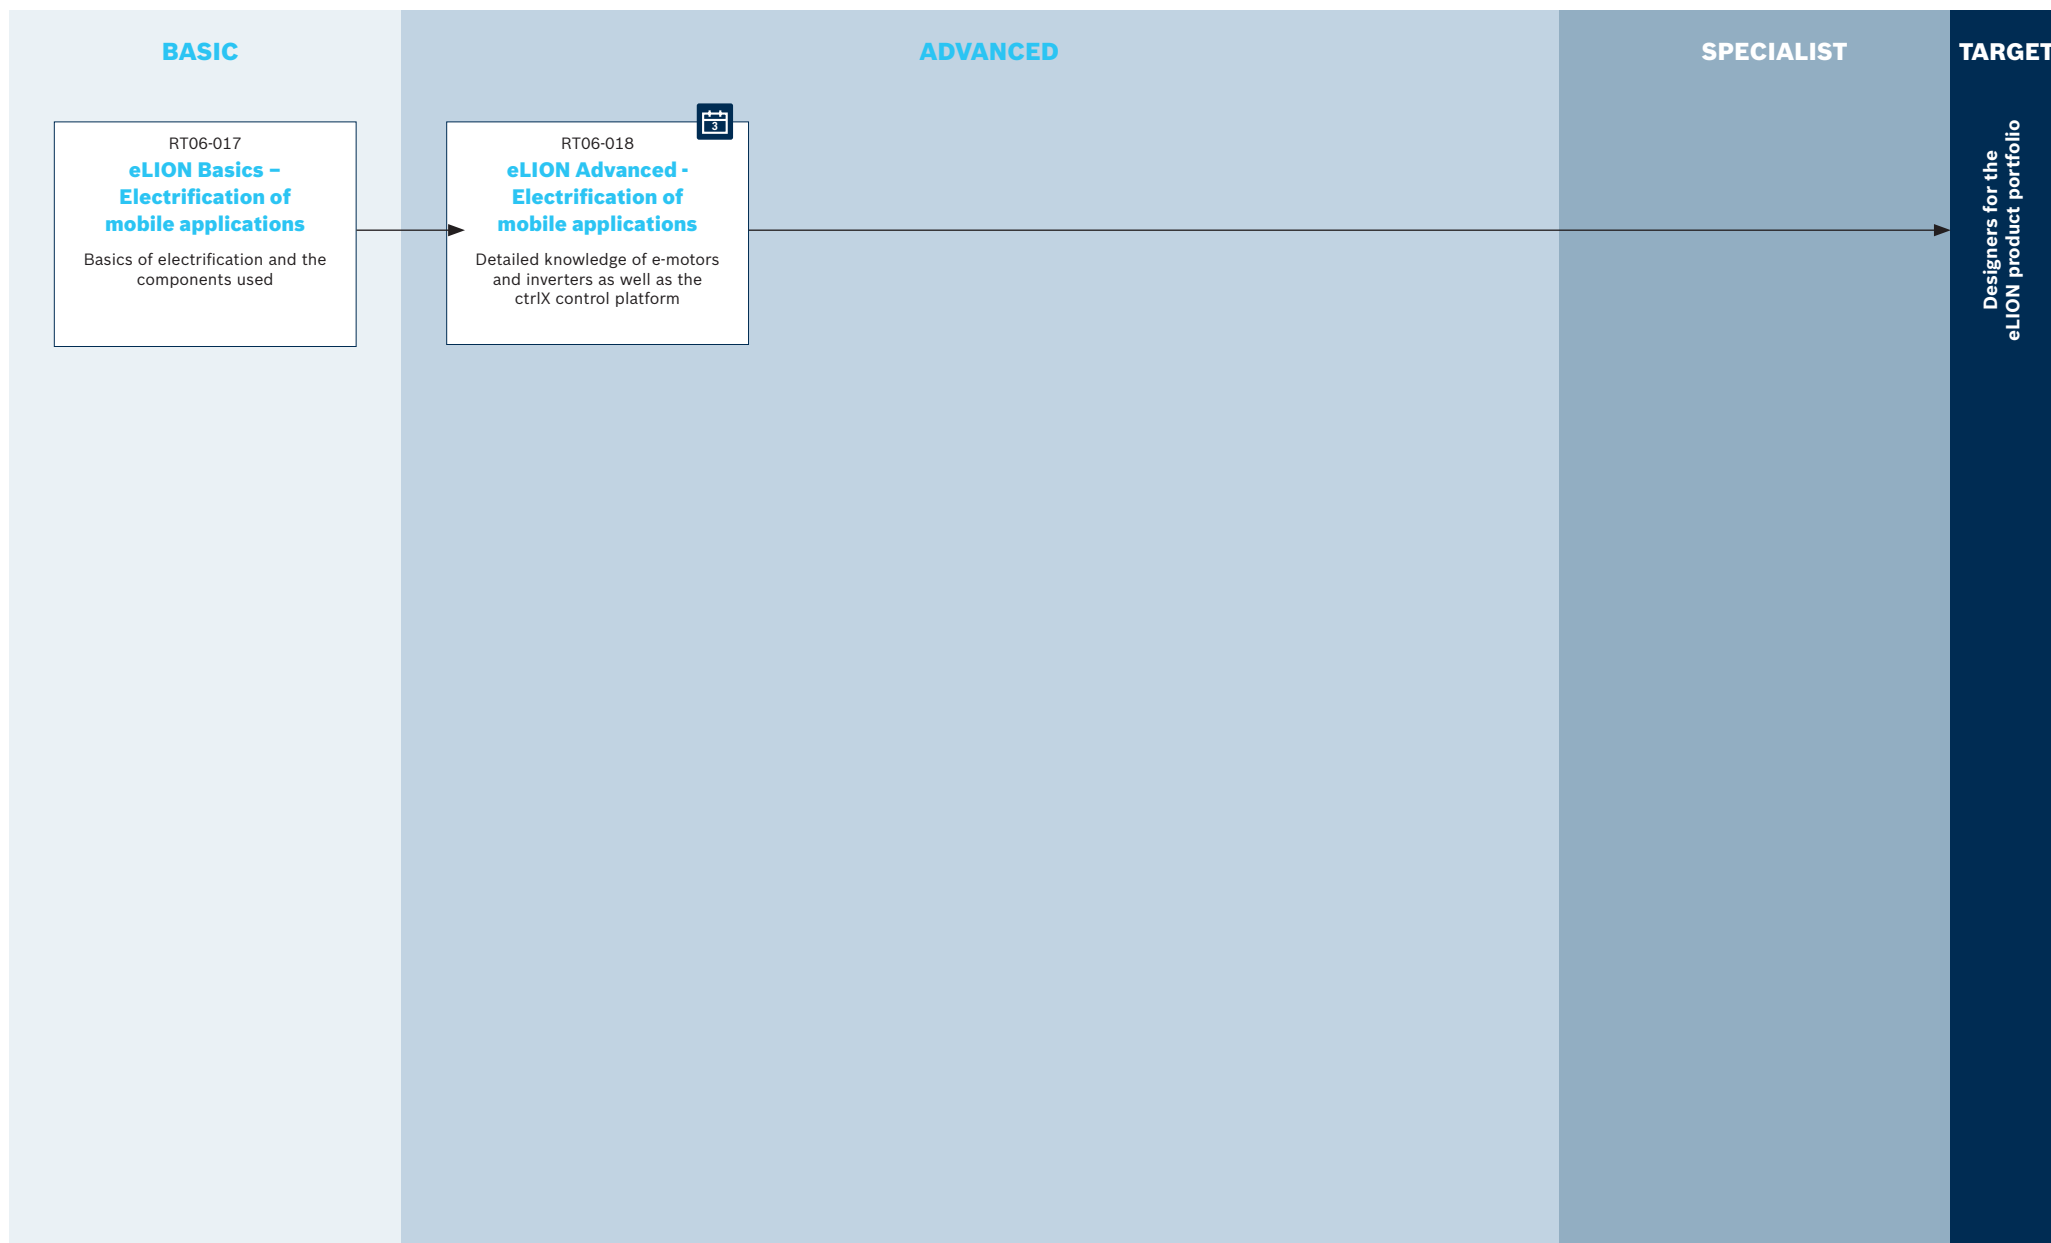 BASIC
ADVANCED
SPECIALIST
TARGET
RT06-017
eLION Basics –
Electrification of
mobile applications
Basics of electrification and the
components used
3
RT06-018
eLION Advanced -
Electrification of
mobile applications
Detailed knowledge of e-motors
and inverters as well as the
ctrlX control platform
Designers for the
eLION product portfolio